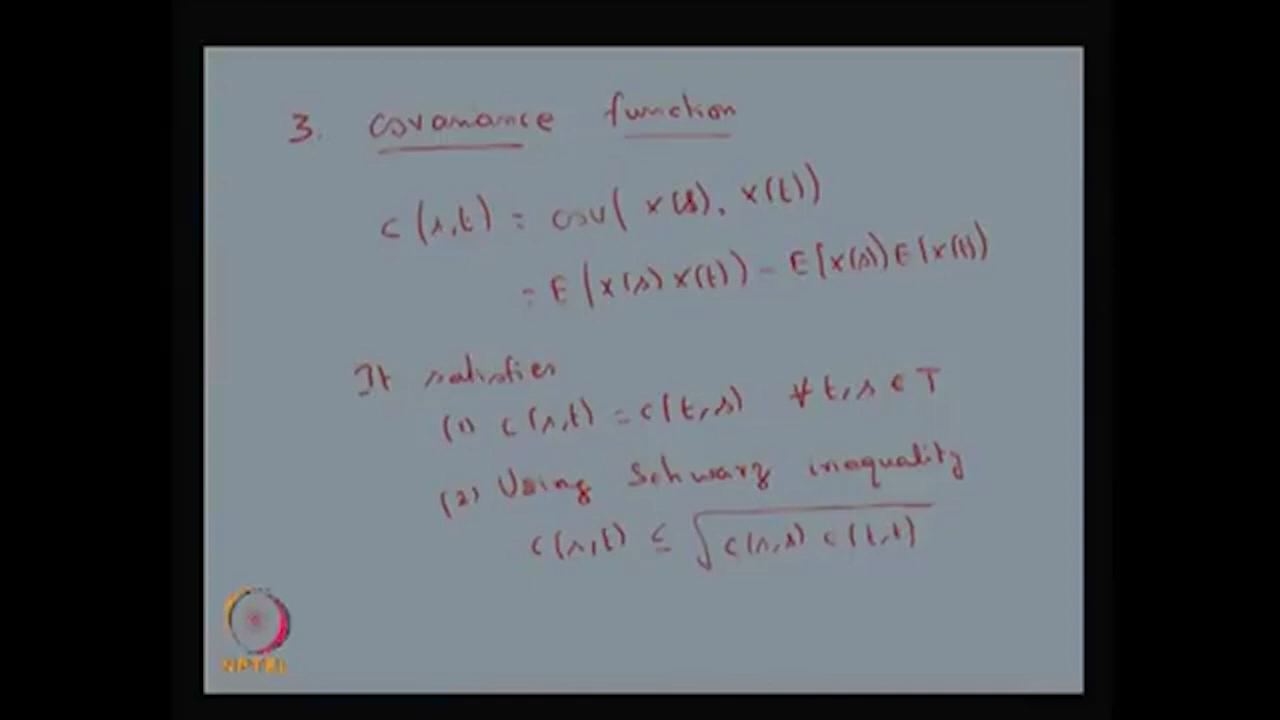 3. covariance function
c(s,t) = cov( x(s), x(t))
= E(x(s) x(t)) - E(x(s)) E(x(t))
It satisfies
(1) c(s,t) = c(t,s) ∀ t,s ∈ T
(2) Using Schwarz inequality
c(s,t) ≤ √c(s,s) c(t,t)
NPTEL